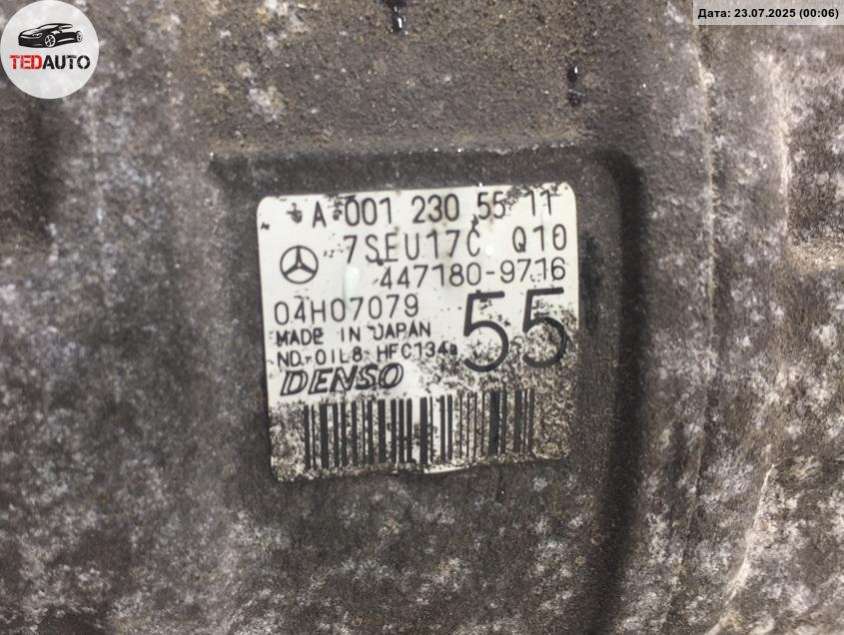 TEDAUTO
Дата: 23.07.2025 (00:06)
A 001 230 55 11
7SEU17C Q10
447180-9716
04H07079
MADE IN JAPAN
55
ND-OIL8 HFC134a
DENSO